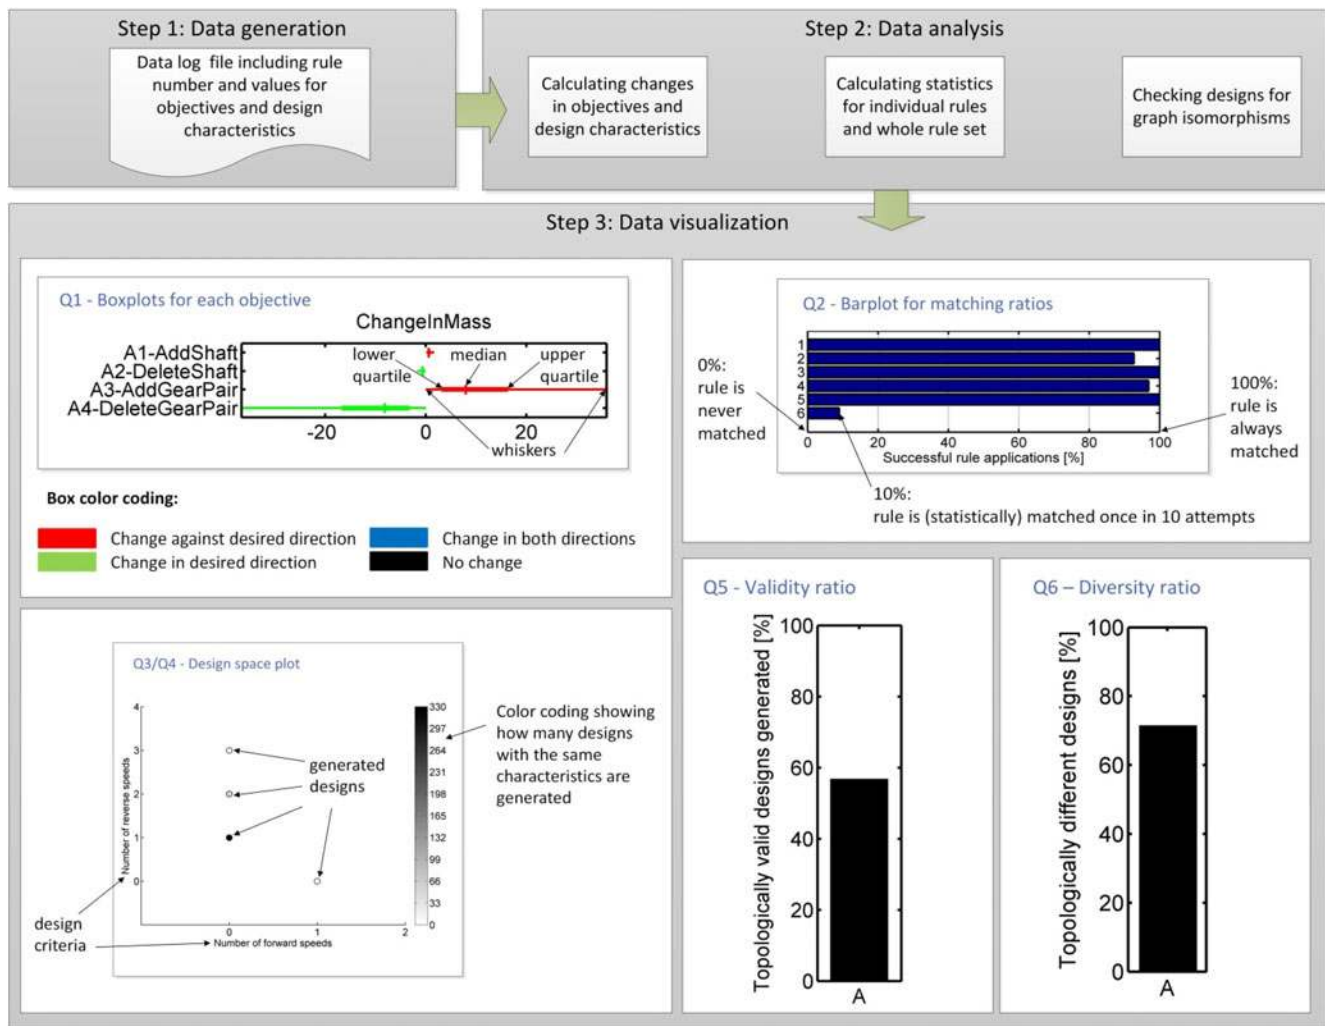 Step 1: Data generation
Data log file including rule
number and values for
objectives and design
characteristics
Step 2: Data analysis
Calculating changes
in objectives and
design characteristics
Calculating statistics
for individual rules
and whole rule set
Checking designs for
graph isomorphisms
Step 3: Data visualization
Q1 - Boxplots for each objective
ChangeInMass
A1-AddShaft
A2-DeleteShaft
A3-AddGearPair
A4-DeleteGearPair
lower
quartile
median
upper
quartile
-20 0 20
whiskers
Box color coding:
Change against desired direction
Change in both directions
Change in desired direction
No change
Q2 - Barplot for matching ratios
0%:
rule is
never
matched
1
2
3
4
5
6
0 20 40 60 80 100
Successful rule applications [%]
100%:
rule is
always
matched
10%:
rule is (statistically) matched once in 10 attempts
Q3/Q4 - Design space plot
4
3
2
1
0
Number of reverse speeds
0 1 2
Number of forward speeds
generated
designs
design
criteria
330
297
264
231
198
165
132
99
66
33
0
Color coding showing
how many designs
with the same
characteristics are
generated
Q5 - Validity ratio
Topologically valid designs generated [%]
100
80
60
40
20
0
A
Q6 – Diversity ratio
Topologically different designs [%]
100
80
60
40
20
0
A